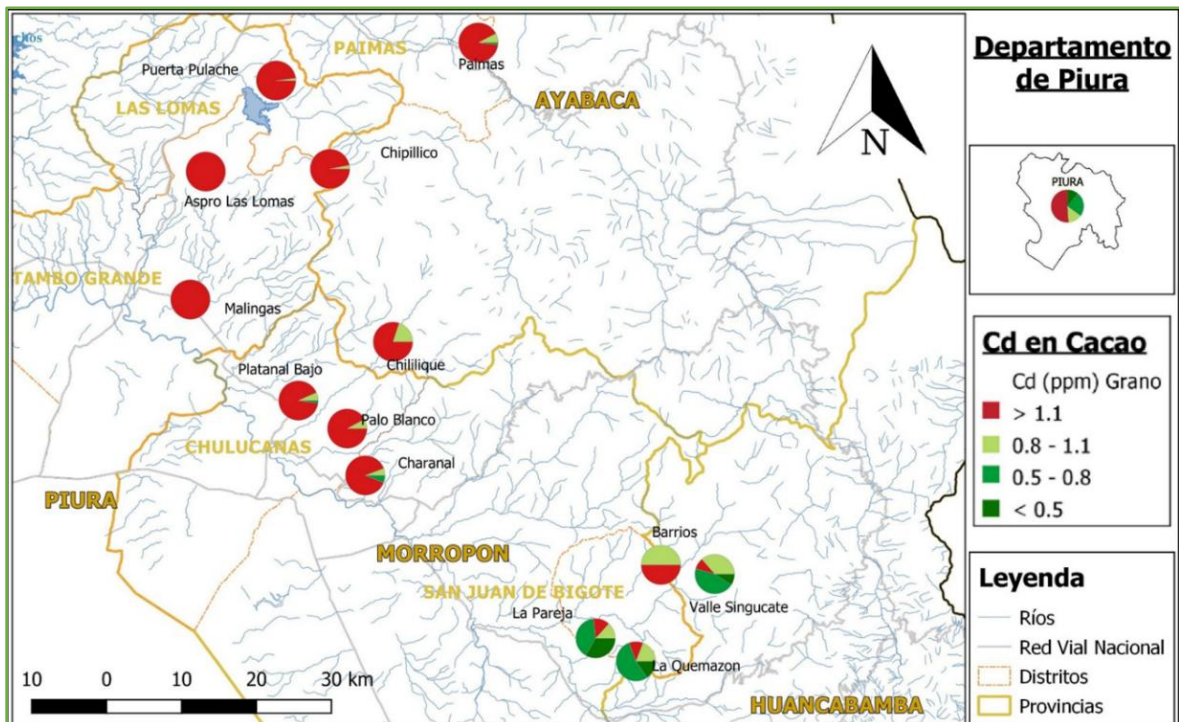 PAIMAS
Paimas
Puerta Pulache
LAS LOMAS
AYABACA
N
Chipillico
Aspro Las Lomas
TAMBO GRANDE
Malingas
Chililique
Platanal Bajo
Palo Blanco
CHULUCANAS
Charanal
PIURA
MORROPON
Barrios
SAN JUAN DE BIGOTE
Valle Singucate
La Pareja
La Quemazon
HUANCABAMBA
10 0 10 20 30 km
Departamento
de Piura
PIURA
Cd en Cacao
Cd (ppm) Grano
> 1.1
0.8 - 1.1
0.5 - 0.8
< 0.5
Leyenda
Ríos
Red Vial Nacional
Distritos
Provincias